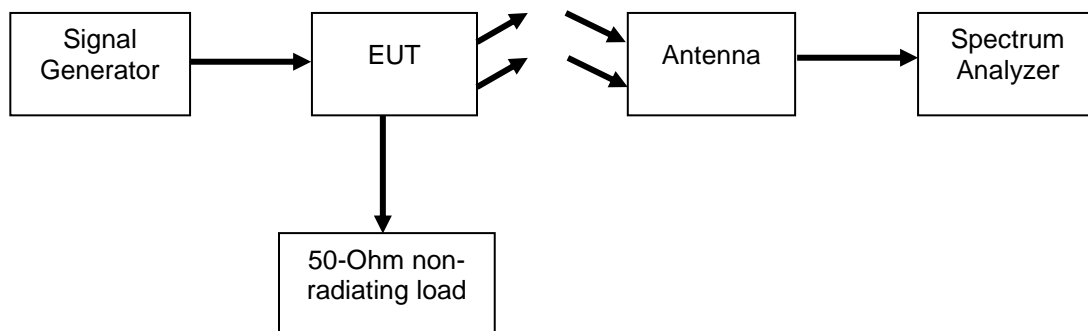 Signal
Generator
EUT
Antenna
Spectrum
Analyzer
50-Ohm non-
radiating load